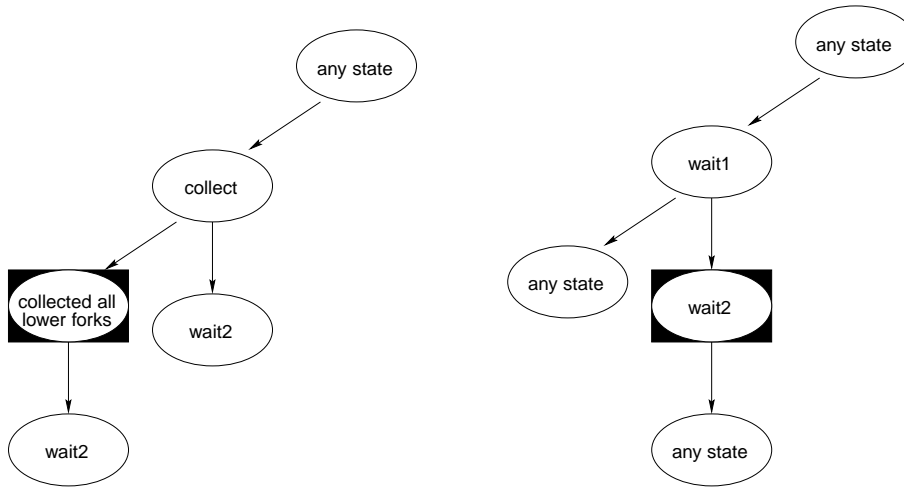 any state
collect
collected all
lower forks
wait2
wait2
any state
wait1
any state
wait2
any state